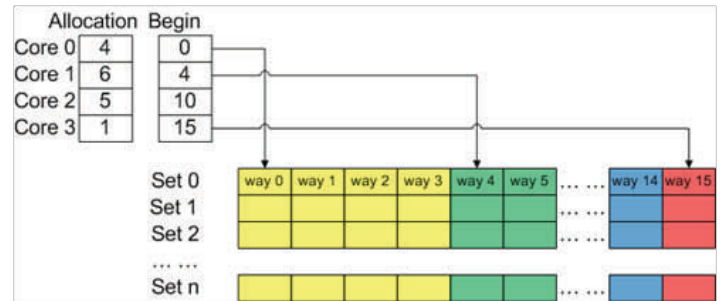 Allocation Begin
Core 0 4 0
Core 1 6 4
Core 2 5 10
Core 3 1 15
Set 0 way 0 way 1 way 2 way 3 way 4 way 5 ... ... way 14 way 15
Set 1 ... ...
Set 2
... ...
Set n ... ...